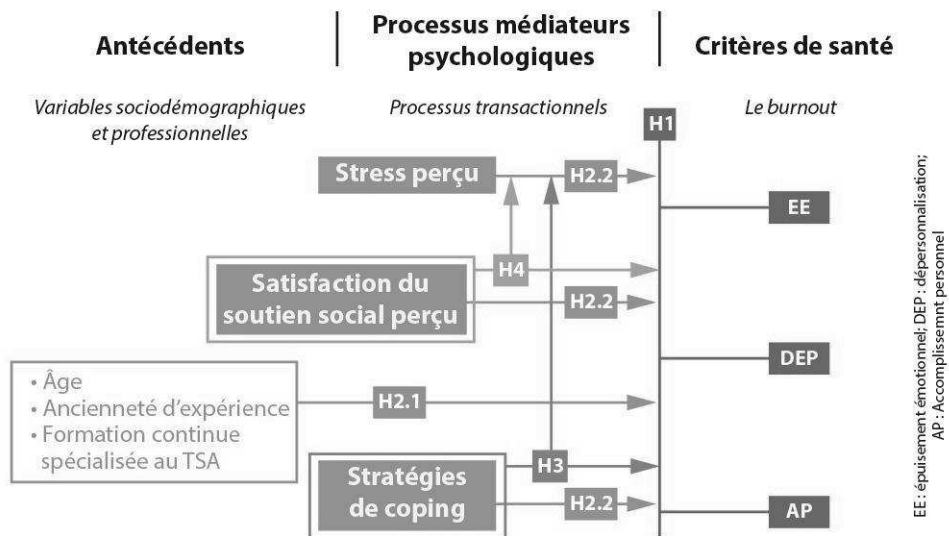 Antécédents
Processus médiateurs
psychologiques
Critères de santé
Variables sociodémographiques
et professionnelles
Processus transactionnels
Le burnout
H1
Stress perçu
H2.2
EE
H4
Satisfaction du
soutien social perçu
H2.2
DEP
• Âge
• Ancienneté d'expérience
• Formation continue
spécialisée au TSA
H2.1
H3
Stratégies
de coping
H2.2
AP
EE : épuisement émotionnel; DEP : dépersonnalisation;
AP : Accomplissemnt personnel